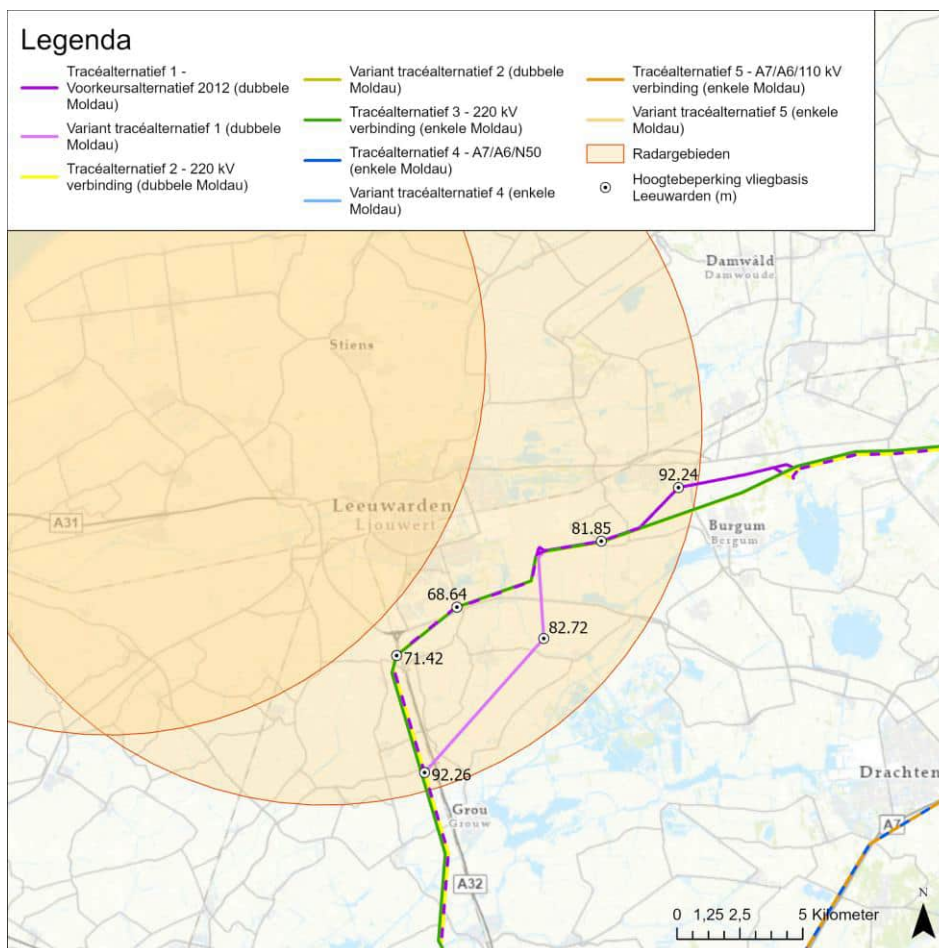 Legenda
Tracéalternatief 1 -
Voorkeursalternatief 2012 (dubbele
Moldau)
Variant tracéalternatief 1 (dubbele
Moldau)
Tracéalternatief 2 - 220 kV
verbinding (dubbele Moldau)
Variant tracéalternatief 2 (dubbele
Moldau)
Tracéalternatief 3 - 220 kV
verbinding (enkele Moldau)
Tracéalternatief 4 - A7/A6/N50
(enkele Moldau)
Variant tracéalternatief 4 (enkele
Moldau)
Tracéalternatief 5 - A7/A6/110 kV
verbinding (enkele Moldau)
Variant tracéalternatief 5 (enkele
Moldau)
Radargebieden
Hoogtebeperking vliegbasis
Leeuwarden (m)
Damwâld
Damwoude
Stiens
92.24
Leeuwarden
Ljouwert
A31
81.85
Burgum
Bergum
68.64
82.72
71.42
92.26
Drachten
Grou
Grouw
A7
A32
N
0 1,25 2,5 5 Kilometer